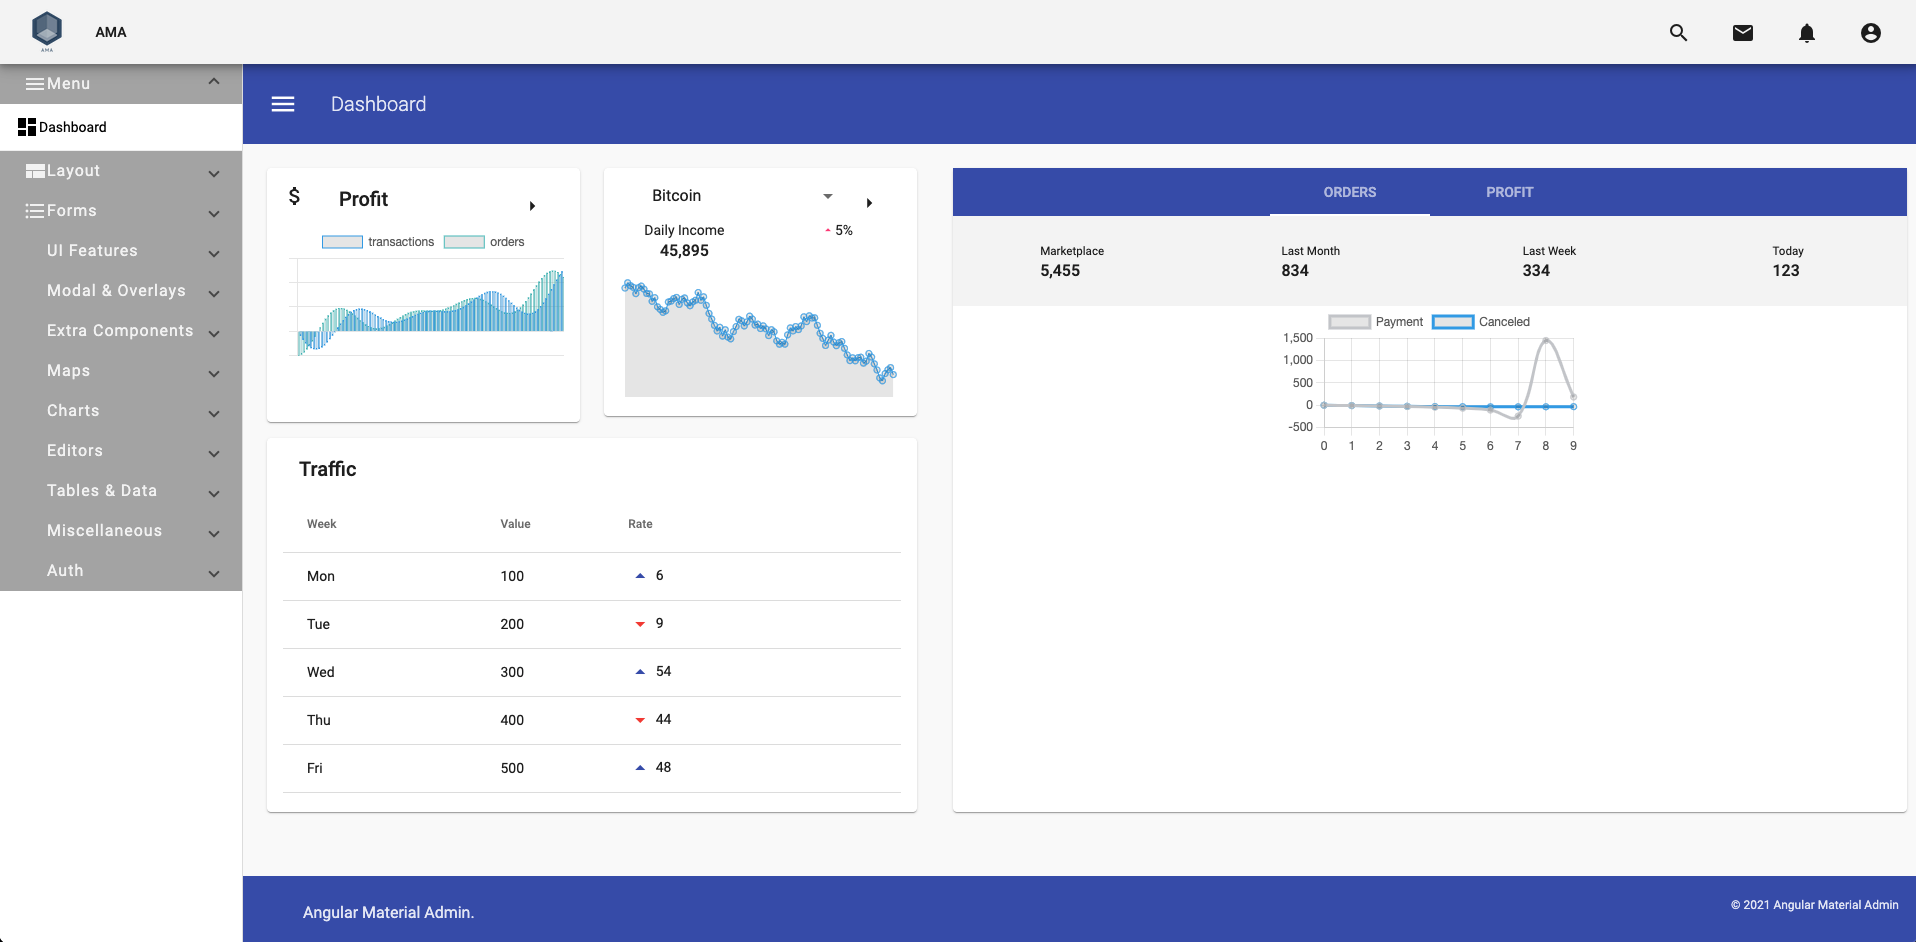 AMA
AMA
Menu
Dashboard
Layout
Forms
UI Features
Modal & Overlays
Extra Components
Maps
Charts
Editors
Tables & Data
Miscellaneous
Auth
Dashboard
$ Profit
transactions orders
Bitcoin
Daily Income 5%
45,895
ORDERS PROFIT
Marketplace Last Month Last Week Today
5,455 834 334 123
Payment Canceled
1,500
1,000
500
0
-500
0 1 2 3 4 5 6 7 8 9
Traffic
Week Value Rate
Mon 100 6
Tue 200 9
Wed 300 54
Thu 400 44
Fri 500 48
Angular Material Admin.
© 2021 Angular Material Admin